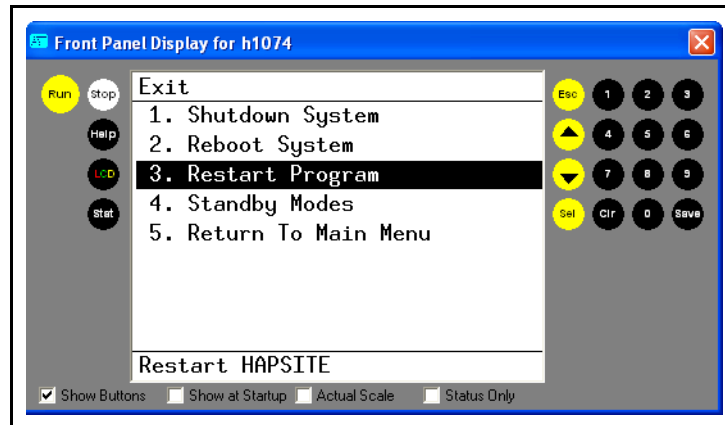 Front Panel Display for h1074
Run Stop
Help
LCD
Stat
Exit
1. Shutdown System
2. Reboot System
3. Restart Program
4. Standby Modes
5. Return To Main Menu
Restart HAPSITE
Esc 1 2 3
4 5 6
7 8 9
Sel Clr 0 Save
Show Buttons Show at Startup Actual Scale Status Only